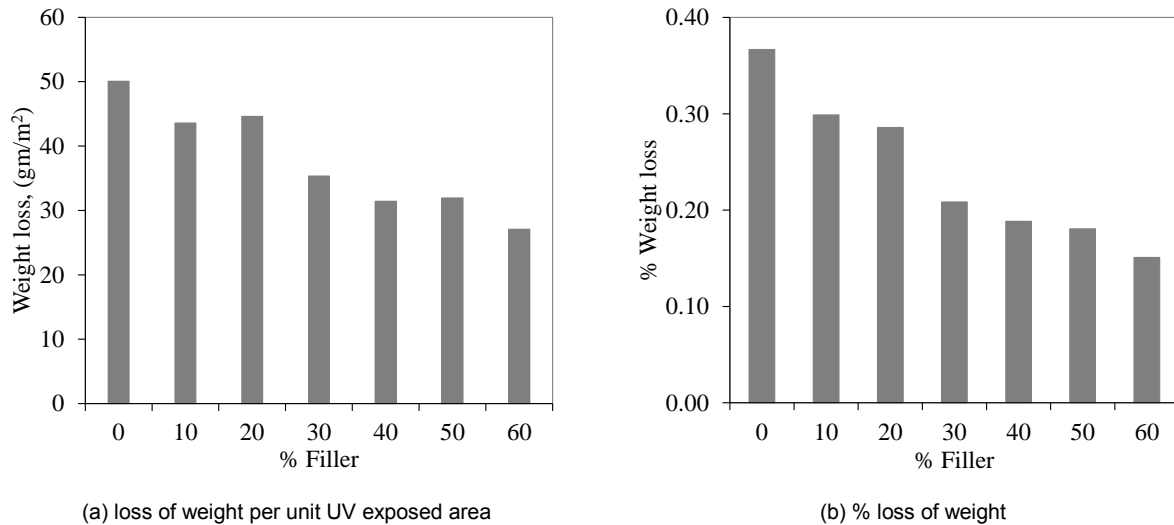 60
50
40
30
20
10
0
Weight loss, (gm/m²)
0 10 20 30 40 50 60
% Filler
(a) loss of weight per unit UV exposed area
0.40
0.30
0.20
0.10
0.00
% Weight loss
0 10 20 30 40 50 60
% Filler
(b) % loss of weight